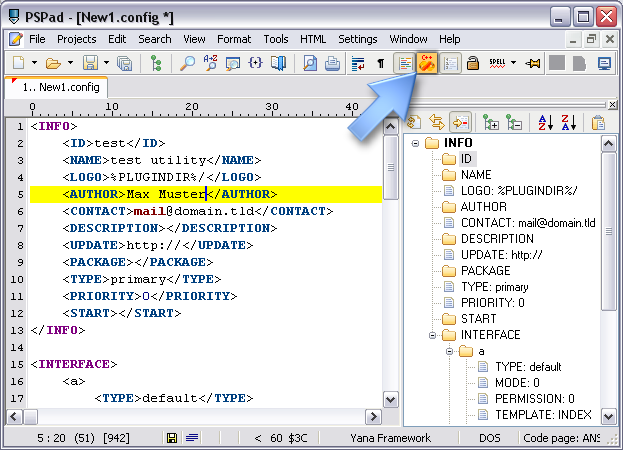 PSPad - [New1.config *]
File Projects Edit Search View Format Tools HTML Settings Window Help
¶ C++ SPELL
1.. New1.config
0 10 20 30 40
1 <INFO>
2 <ID>test</ID>
3 <NAME>test utility</NAME>
4 <LOGO>%PLUGINDIR%/</LOGO>
5 <AUTHOR>Max Muster</AUTHOR>
6 <CONTACT>mail@domain.tld</CONTACT>
7 <DESCRIPTION></DESCRIPTION>
8 <UPDATE>http://</UPDATE>
9 <PACKAGE></PACKAGE>
10 <TYPE>primary</TYPE>
11 <PRIORITY>0</PRIORITY>
12 <START></START>
13 </INFO>
14
15 <INTERFACE>
16 <a>
17 <TYPE>default</TYPE>
INFO
ID
NAME
LOGO: %PLUGINDIR%/
AUTHOR
CONTACT: mail@domain.tld
DESCRIPTION
UPDATE: http://
PACKAGE
TYPE: primary
PRIORITY: 0
START
INTERFACE
a
TYPE: default
MODE: 0
PERMISSION: 0
TEMPLATE: INDEX
5 : 20 (51) [942] < 60 $3C Yana Framework DOS Code page: ANS